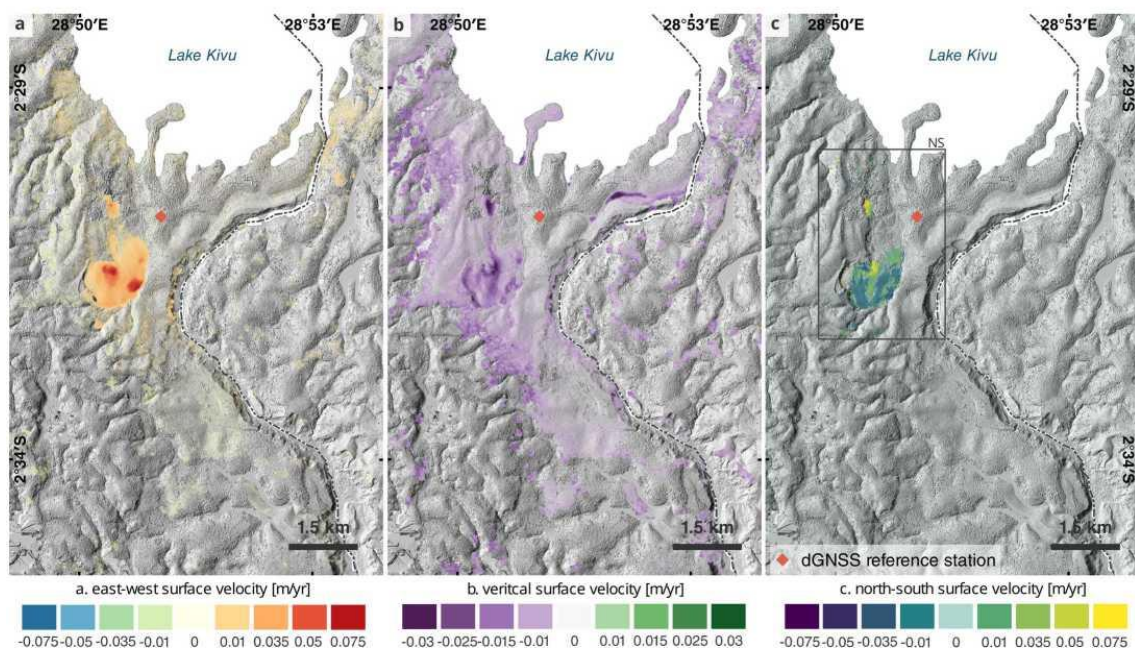 a
28°50'E
28°53'E
b
28°50'E
28°53'E
c
28°50'E
28°53'E
Lake Kivu
Lake Kivu
Lake Kivu
2°29'S
2°29'S
NS
2°34'S
2°34'S
1.5 km
1.5 km
1.5 km
dGNSS reference station
a. east-west surface velocity [m/yr]
b. veritcal surface velocity [m/yr]
c. north-south surface velocity [m/yr]
-0.075 -0.05 -0.035 -0.01 0 0.01 0.035 0.05 0.075
-0.03 -0.025 -0.015 -0.01 0 0.01 0.015 0.025 0.03
-0.075 -0.05 -0.035 -0.01 0 0.01 0.035 0.05 0.075